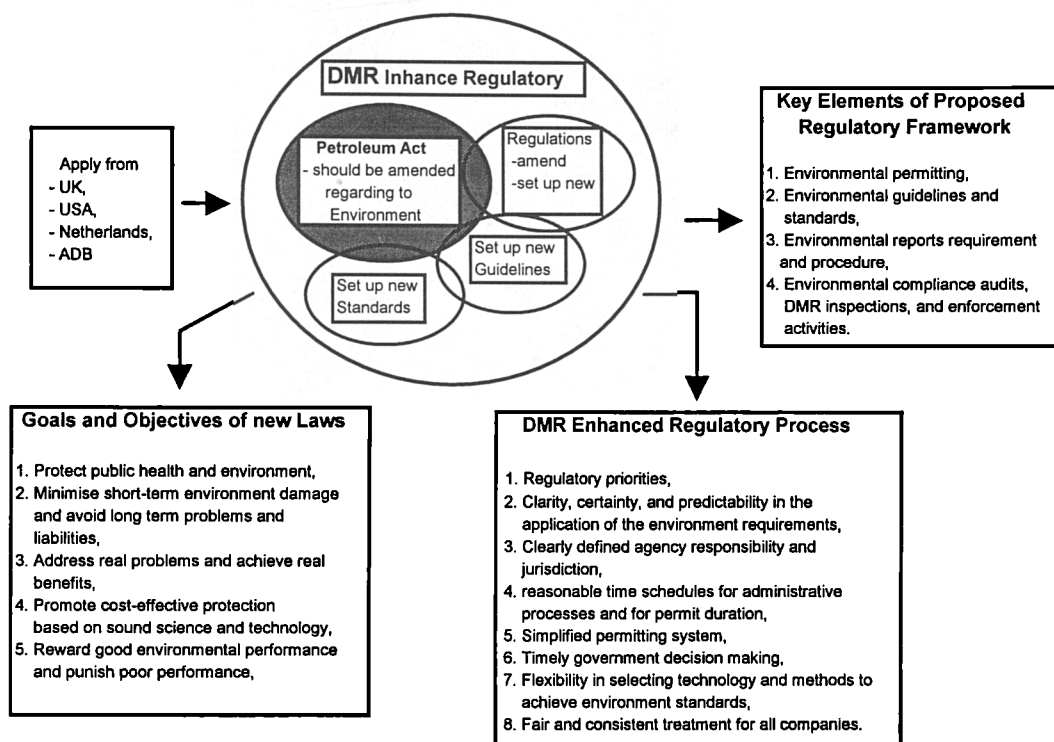 DMR Inhance Regulatory
Petroleum Act
- should be amended
regarding to
Environment
Regulations
-amend
-set up new
Set up new
Guidelines
Set up new
Standards
Apply from
- UK,
- USA,
- Netherlands,
- ADB
Key Elements of Proposed
Regulatory Framework
1. Environmental permitting,
2. Environmental guidelines and
standards,
3. Environmental reports requirement
and procedure,
4. Environmental compliance audits,
DMR inspections, and enforcement
activities.
Goals and Objectives of new Laws
1. Protect public health and environment,
2. Minimise short-term environment damage
and avoid long term problems and
liabilities,
3. Address real problems and achieve real
benefits,
4. Promote cost-effective protection
based on sound science and technology,
5. Reward good environmental performance
and punish poor performance,
DMR Enhanced Regulatory Process
1. Regulatory priorities,
2. Clarity, certainty, and predictability in the
application of the environment requirements,
3. Clearly defined agency responsibility and
jurisdiction,
4. reasonable time schedules for administrative
processes and for permit duration,
5. Simplified permitting system,
6. Timely government decision making,
7. Flexibility in selecting technology and methods to
achieve environment standards,
8. Fair and consistent treatment for all companies.